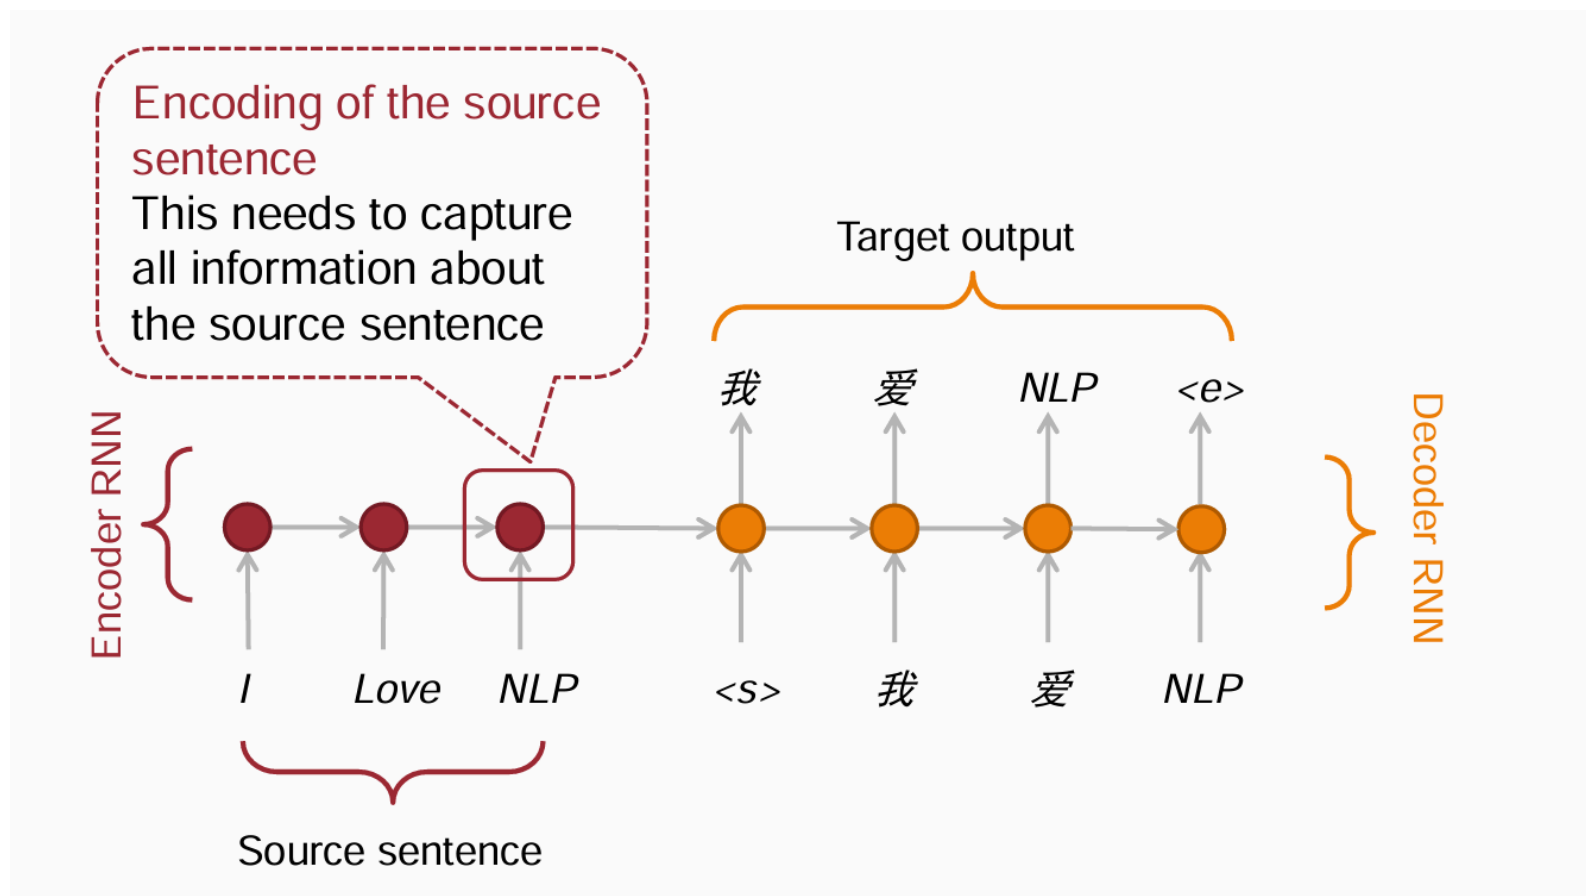 Encoding of the source
sentence
This needs to capture
all information about
the source sentence
Target output
我 爱 NLP <e>
Encoder RNN
Decoder RNN
I Love NLP <s> 我 爱 NLP
Source sentence